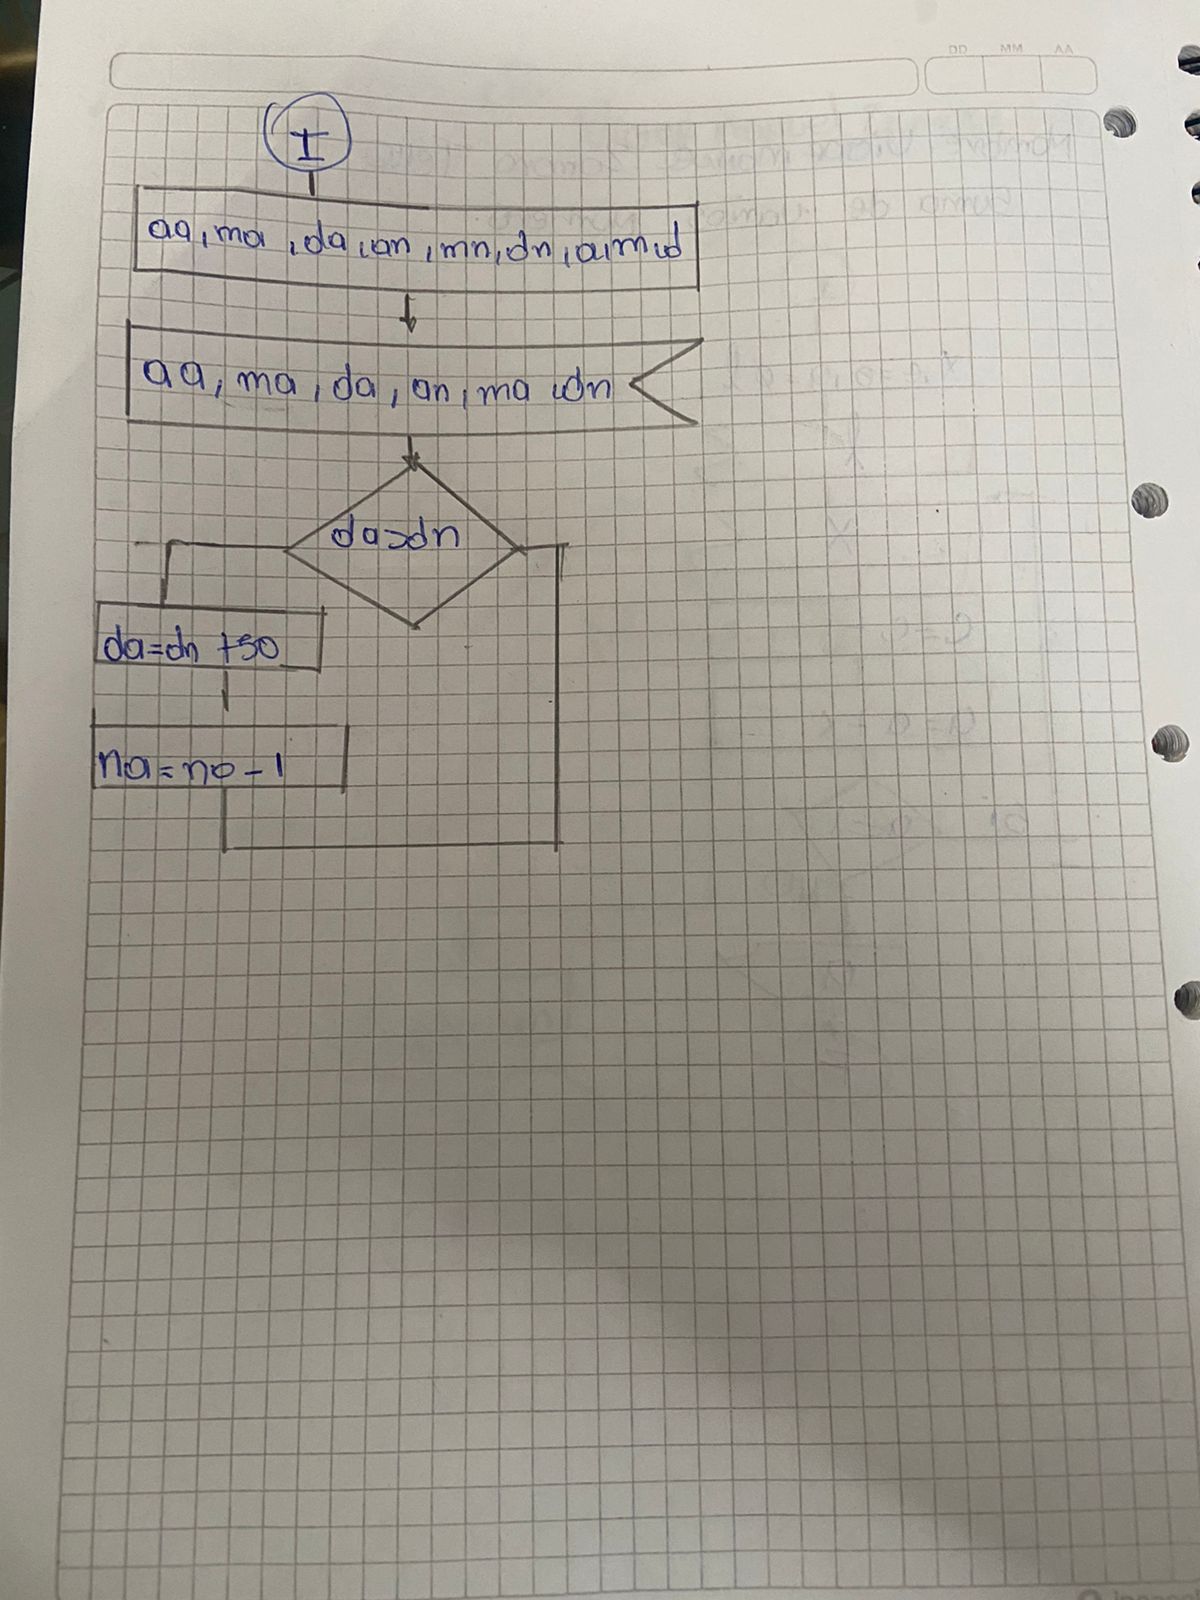 DD MM AA
I
aa, ma, da, an, mn, dn, a, m, d
aa, ma, da, an, ma, dn
da>dn
da=dn +30
na=no-1